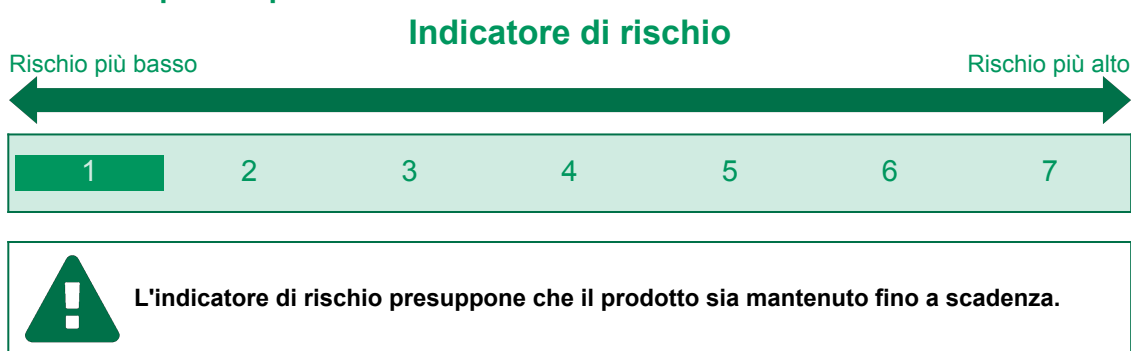 Indicatore di rischio
Rischio più basso Rischio più alto
1 2 3 4 5 6 7
L'indicatore di rischio presuppone che il prodotto sia mantenuto fino a scadenza.